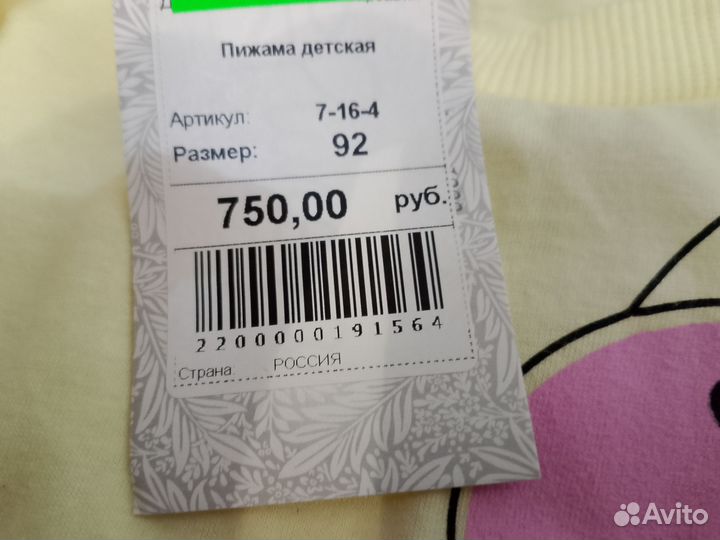 Пижама детская
Артикул: 7-16-4
Размер: 92
750,00 руб.
2200000191564
Страна: РОССИЯ
Avito